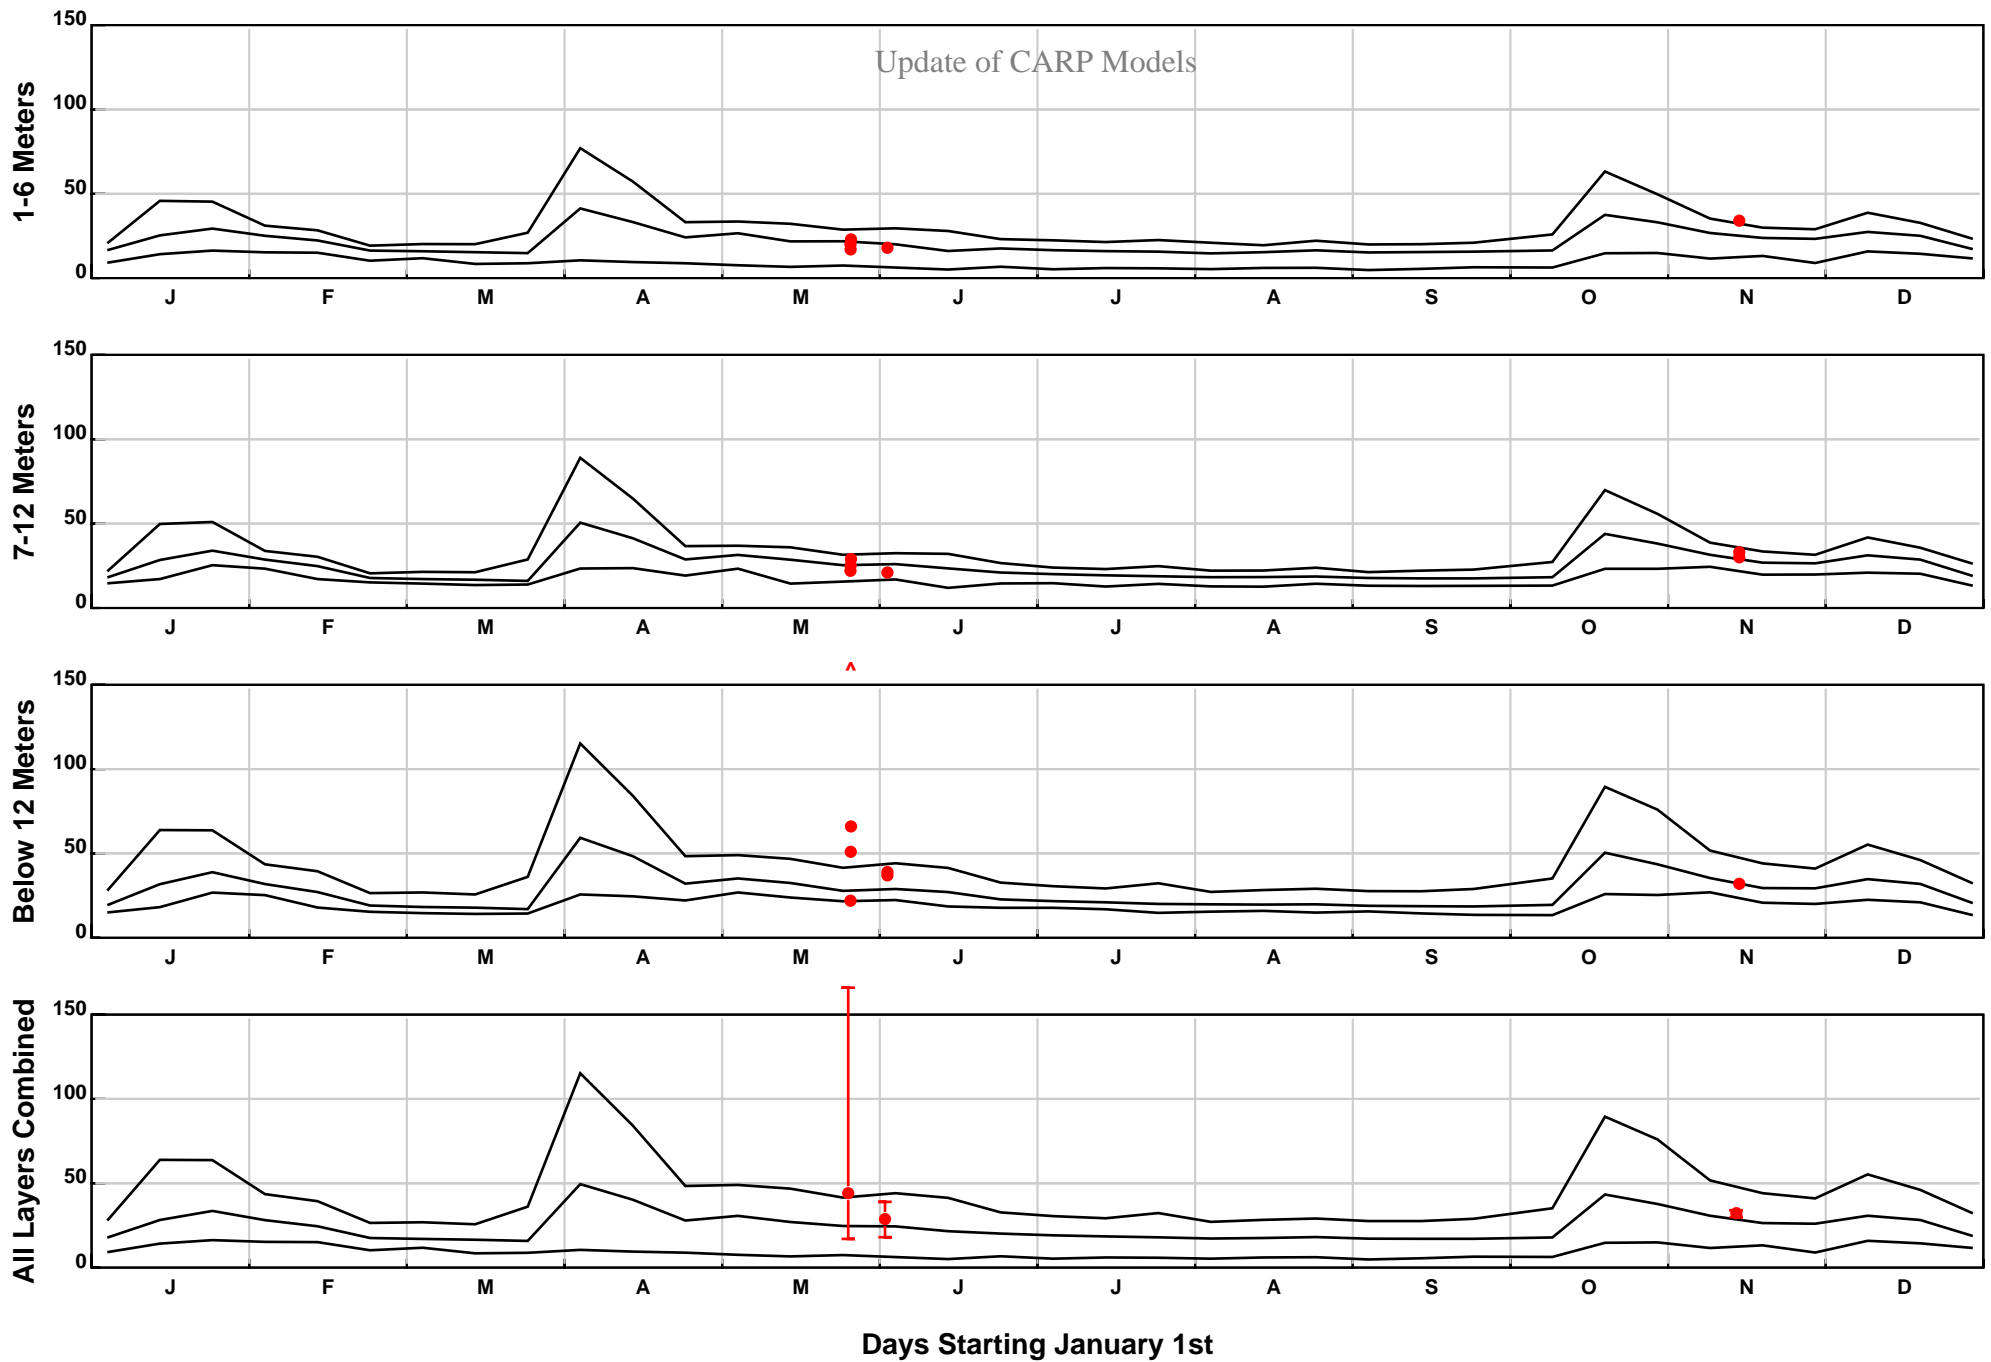 Update of CARP Models
1-6 Meters
150
100
50
0
J F M A M J J A S O N D
7-12 Meters
150
100
50
0
J F M A M J J A S O N D
^
Below 12 Meters
150
100
50
0
J F M A M J J A S O N D
All Layers Combined
150
100
50
0
J F M A M J J A S O N D
Days Starting January 1st